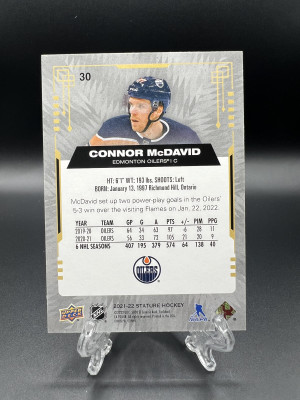 30
CONNOR McDAVID
EDMONTON OILERS | C
HT: 6'1" WT: 193 lbs. SHOOTS: Left
BORN: January 13, 1997 Richmond Hill, Ontario
McDavid set up two power-play goals in the Oilers'
5-3 win over the visiting Flames on Jan. 22, 2022.
YEAR TEAM GP G A PTS +/- PIM PPG
2019-20 OILERS 64 34 63 97 -6 28 11
2020-21 OILERS 56 33 72 105 21 20 9
6 NHL SEASONS 407 195 379 574 64 138 40
OILERS
2021-22 STATURE HOCKEY
UPPER DECK
NHL
NHLPA